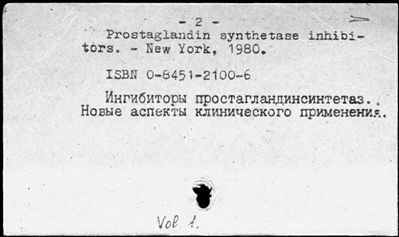 - 2 -
Prostaglandin synthetase inhibi-
tors. - New York, 1980.
ISBN 0-8451-2100-6
Ингибиторы простагландинсинтетаз.
Новые аспекты клинического применения.
Vol. 1.